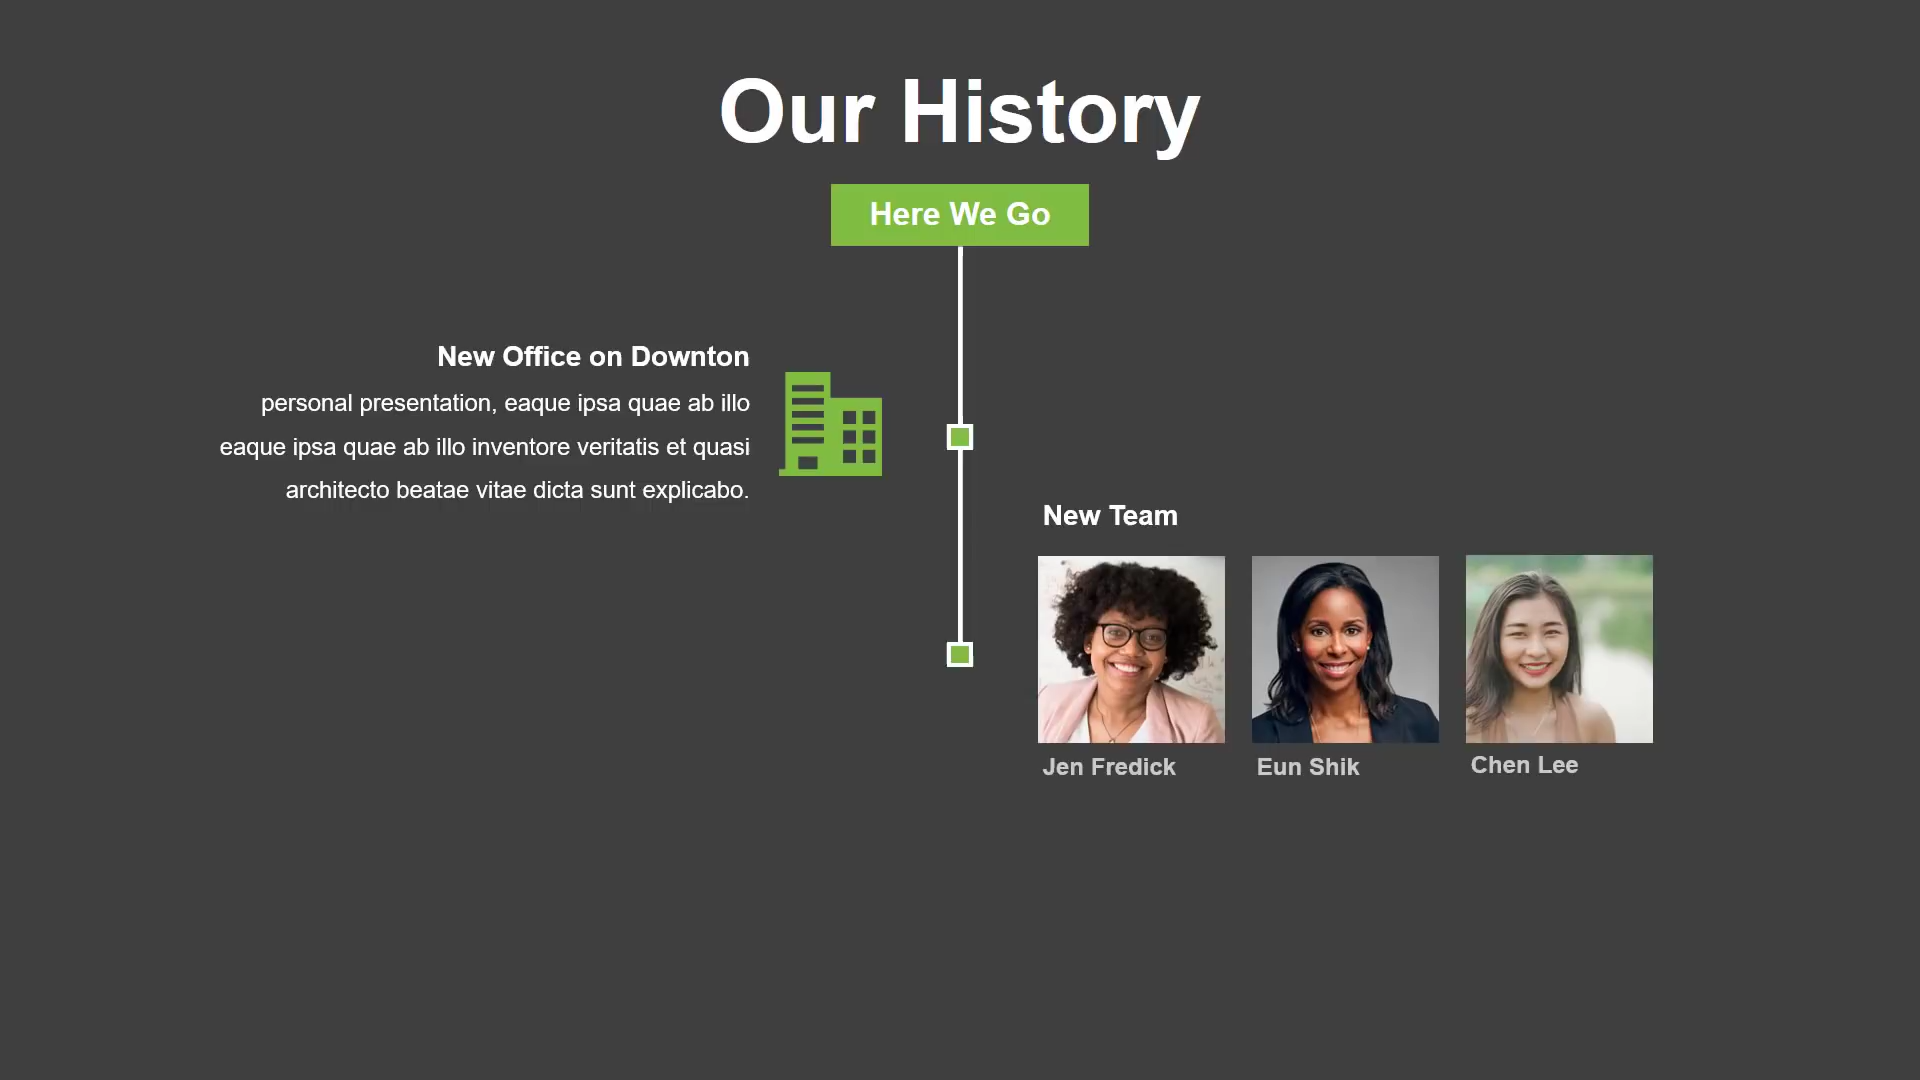 Our History
Here We Go
New Office on Downton
personal presentation, eaque ipsa quae ab illo
eaque ipsa quae ab illo inventore veritatis et quasi
architecto beatae vitae dicta sunt explicabo.
New Team
Jen Fredick
Eun Shik
Chen Lee